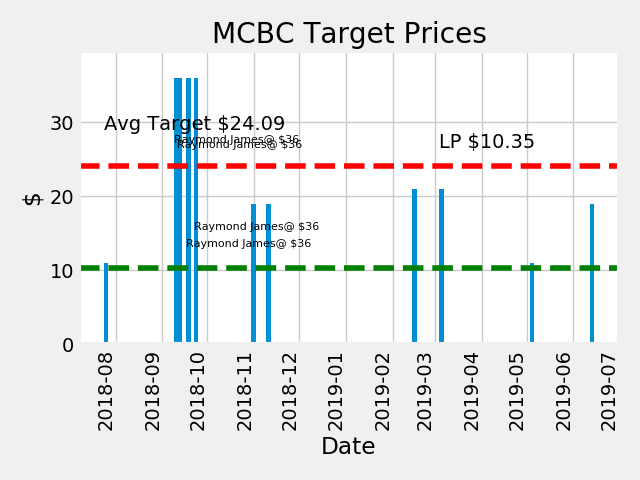 MCBC Target Prices
Avg Target $24.09
Raymond James@ $36
Raymond James@ $36
LP $10.35
Raymond James@ $36
Raymond James@ $36
$
30
20
10
0
2018-08
2018-09
2018-10
2018-11
2018-12
2019-01
2019-02
2019-03
2019-04
2019-05
2019-06
2019-07
Date